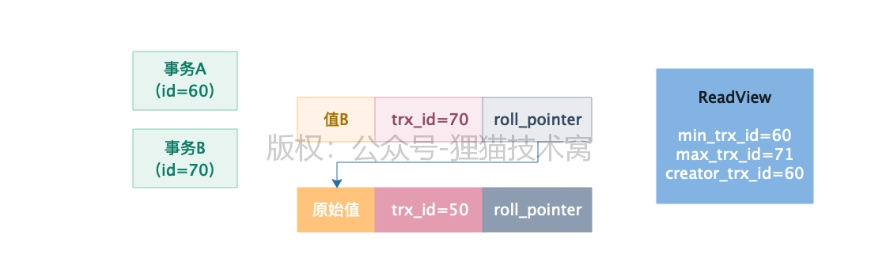 事务A
（id=60）
事务B
（id=70）
值B
trx_id=70
roll_pointer
版权：公众号-狸猫技术窝
原始值
trx_id=50
roll_pointer
ReadView
min_trx_id=60
max_trx_id=71
creator_trx_id=60